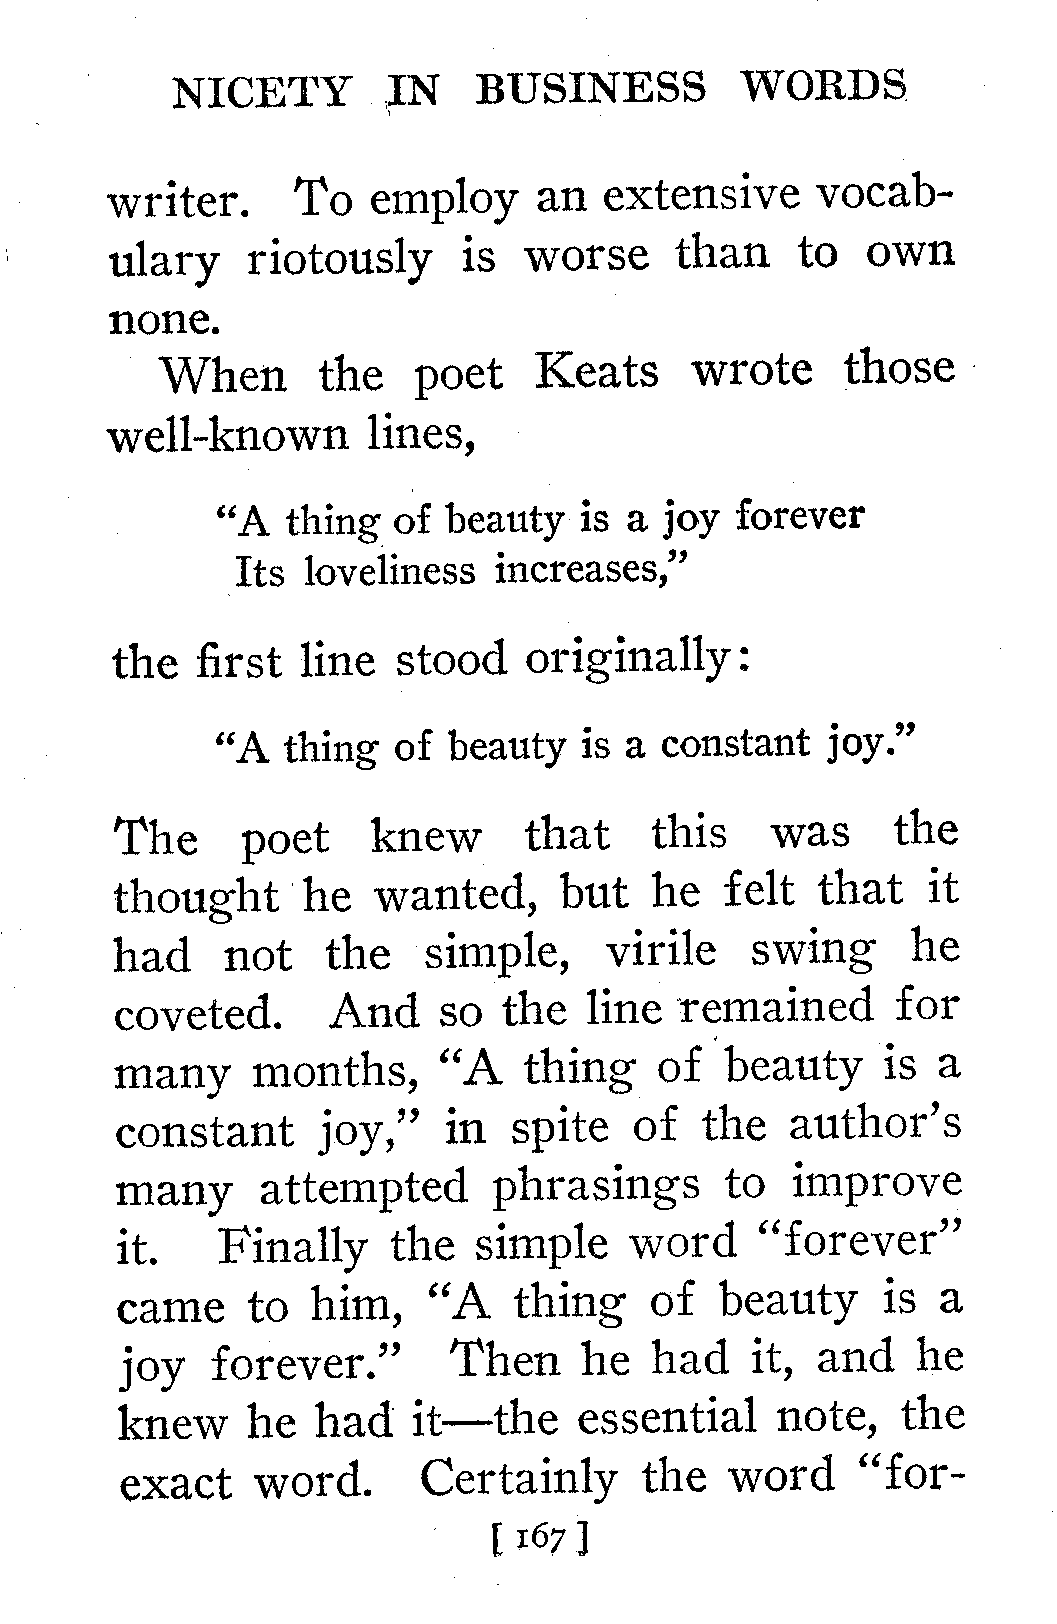 NICETY IN BUSINESS WORDS
writer. To employ an extensive vocab-
ulary riotously is worse than to own
none.
When the poet Keats wrote those
well-known lines,
“A thing of beauty is a joy forever
Its loveliness increases,”
the first line stood originally:
“A thing of beauty is a constant joy.”
The poet knew that this was the
thought he wanted, but he felt that it
had not the simple, virile swing he
coveted. And so the line remained for
many months, “A thing of beauty is a
constant joy,” in spite of the author’s
many attempted phrasings to improve
it. Finally the simple word “forever”
came to him, “A thing of beauty is a
joy forever.” Then he had it, and he
knew he had it—the essential note, the
exact word. Certainly the word “for-
[ 167 ]